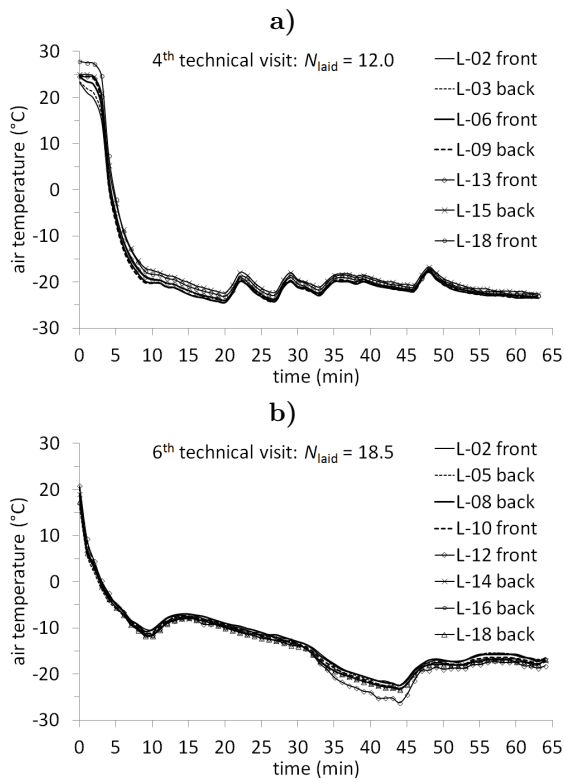 a)
4th technical visit: Nlaid = 12.0
air temperature (°C)
30
20
10
0
-10
-20
-30
0 5 10 15 20 25 30 35 40 45 50 55 60 65
time (min)
L-02 front
L-03 back
L-06 front
L-09 back
L-13 front
L-15 back
L-18 front
b)
6th technical visit: Nlaid = 18.5
air temperature (°C)
30
20
10
0
-10
-20
-30
0 5 10 15 20 25 30 35 40 45 50 55 60 65
time (min)
L-02 front
L-05 back
L-08 back
L-10 front
L-12 front
L-14 back
L-16 back
L-18 back